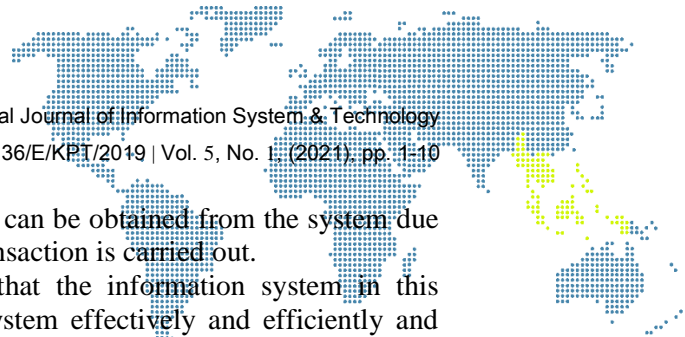 al Journal of Information System & Technology
36/E/KPT/2019 | Vol. 5, No. 1, (2021), pp. 1-10
can be obtained from the system due
nsaction is carried out.
hat the information system in this
ystem effectively and efficiently and